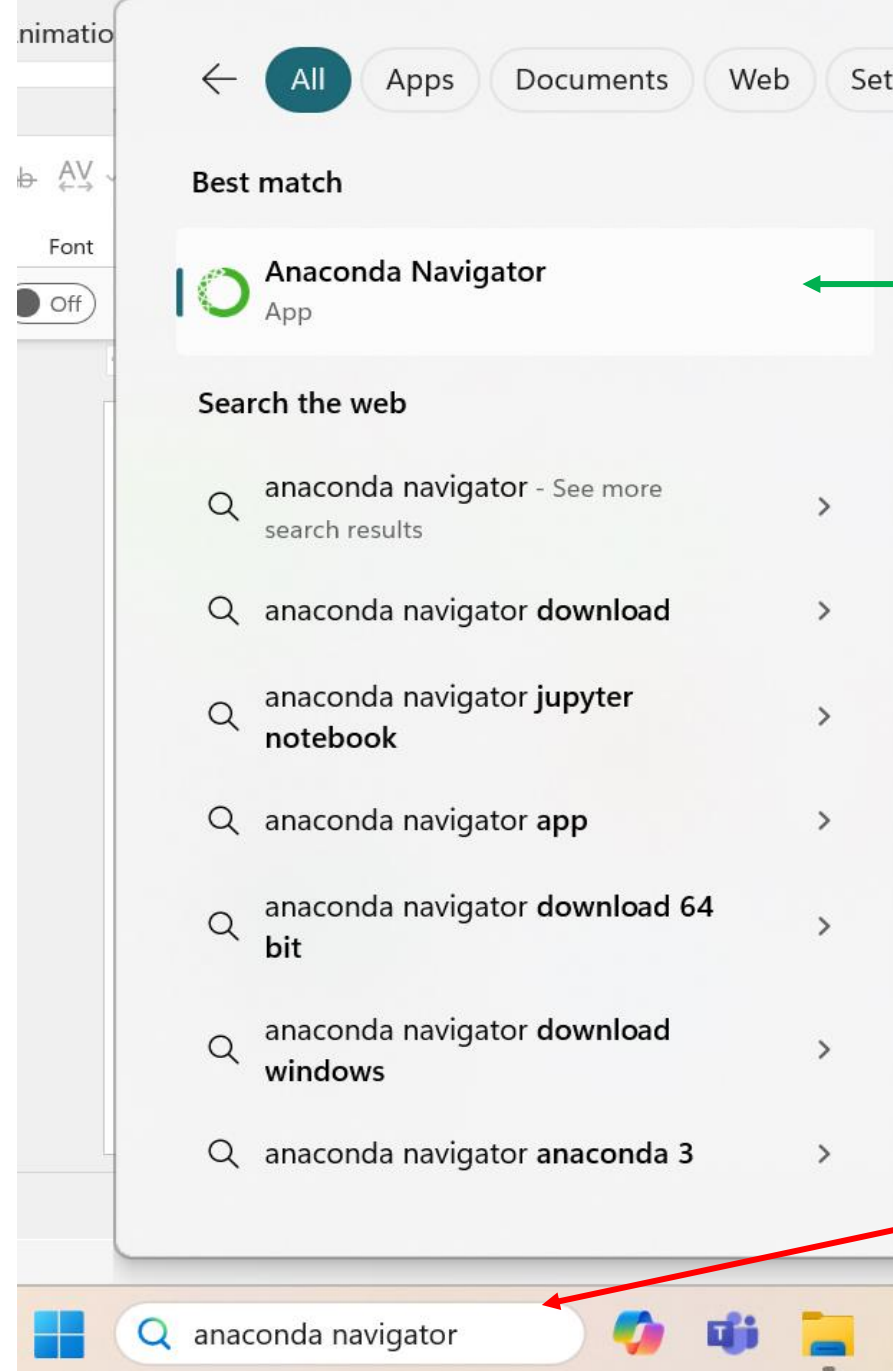 nimatio
All Apps Documents Web Set
Best match
ab AV
Font
Anaconda Navigator
App
Off
Search the web
anaconda navigator - See more
search results
anaconda navigator download
anaconda navigator jupyter
notebook
anaconda navigator app
anaconda navigator download 64
bit
anaconda navigator download
windows
anaconda navigator anaconda 3
anaconda navigator